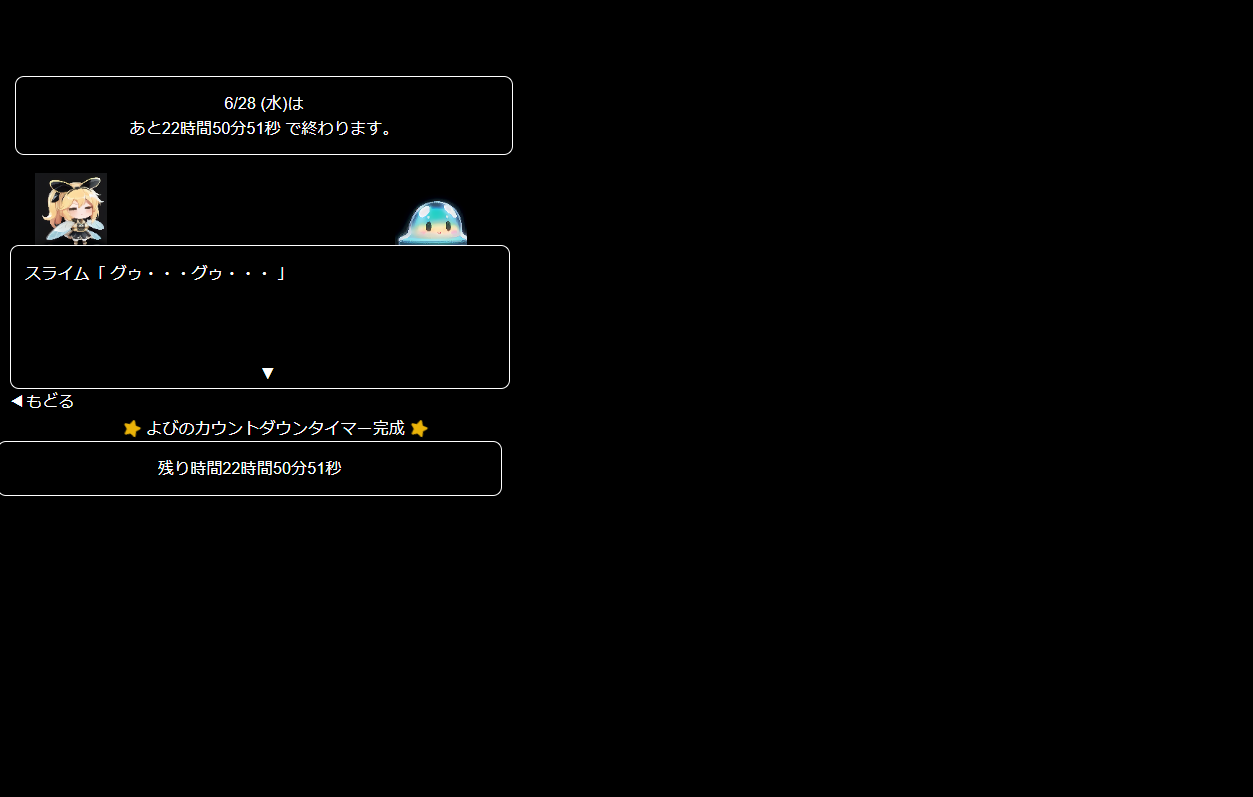 6/28 (水)は
あと22時間50分51秒 で終わります。
スライム「 グゥ・・・グゥ・・・ 」
▼
◀もどる
⭐ よびのカウントダウンタイマー完成 ⭐
残り時間22時間50分51秒